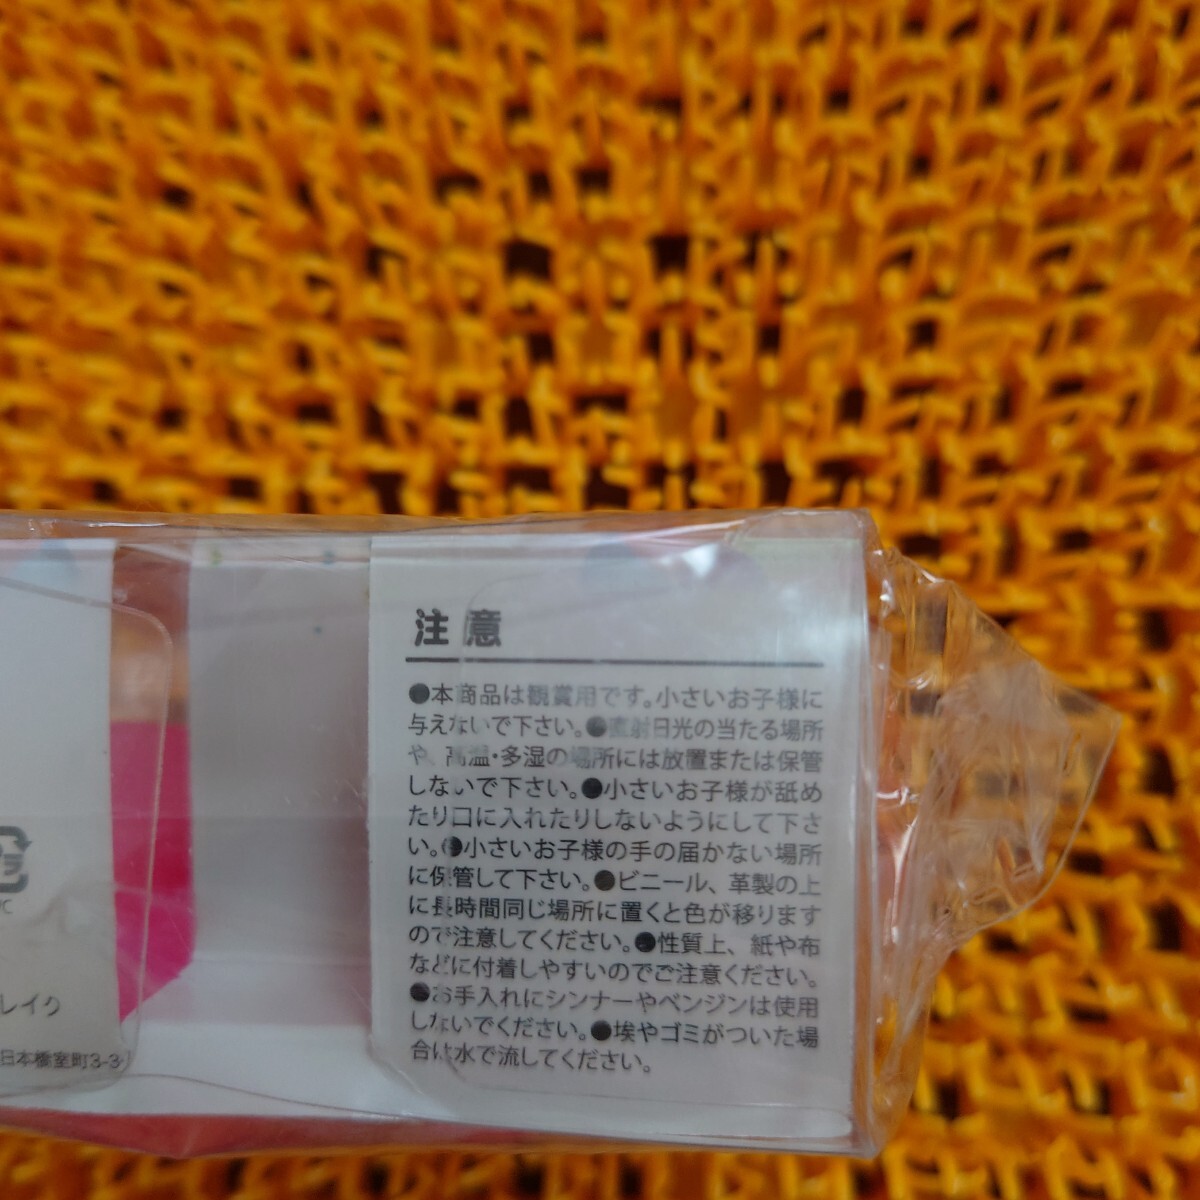 注意
●本商品は観賞用です。小さいお子様に
与えないで下さい。●直射日光の当たる場所
や、高温・多湿の場所には放置または保管
しないで下さい。●小さいお子様が舐め
たり口に入れたりしないようにして下さ
い。●小さいお子様の手の届かない場所
に保管して下さい。●ビニール、革製の上
に長時間同じ場所に置くと色が移ります
ので注意してください。●性質上、紙や布
などに付着しやすいのでご注意ください。
●お手入れにシンナーやベンジンは使用
しないでください。●埃やゴミがついた場
合は水で流してください。
プラ
レイク
日本橋室町3-3